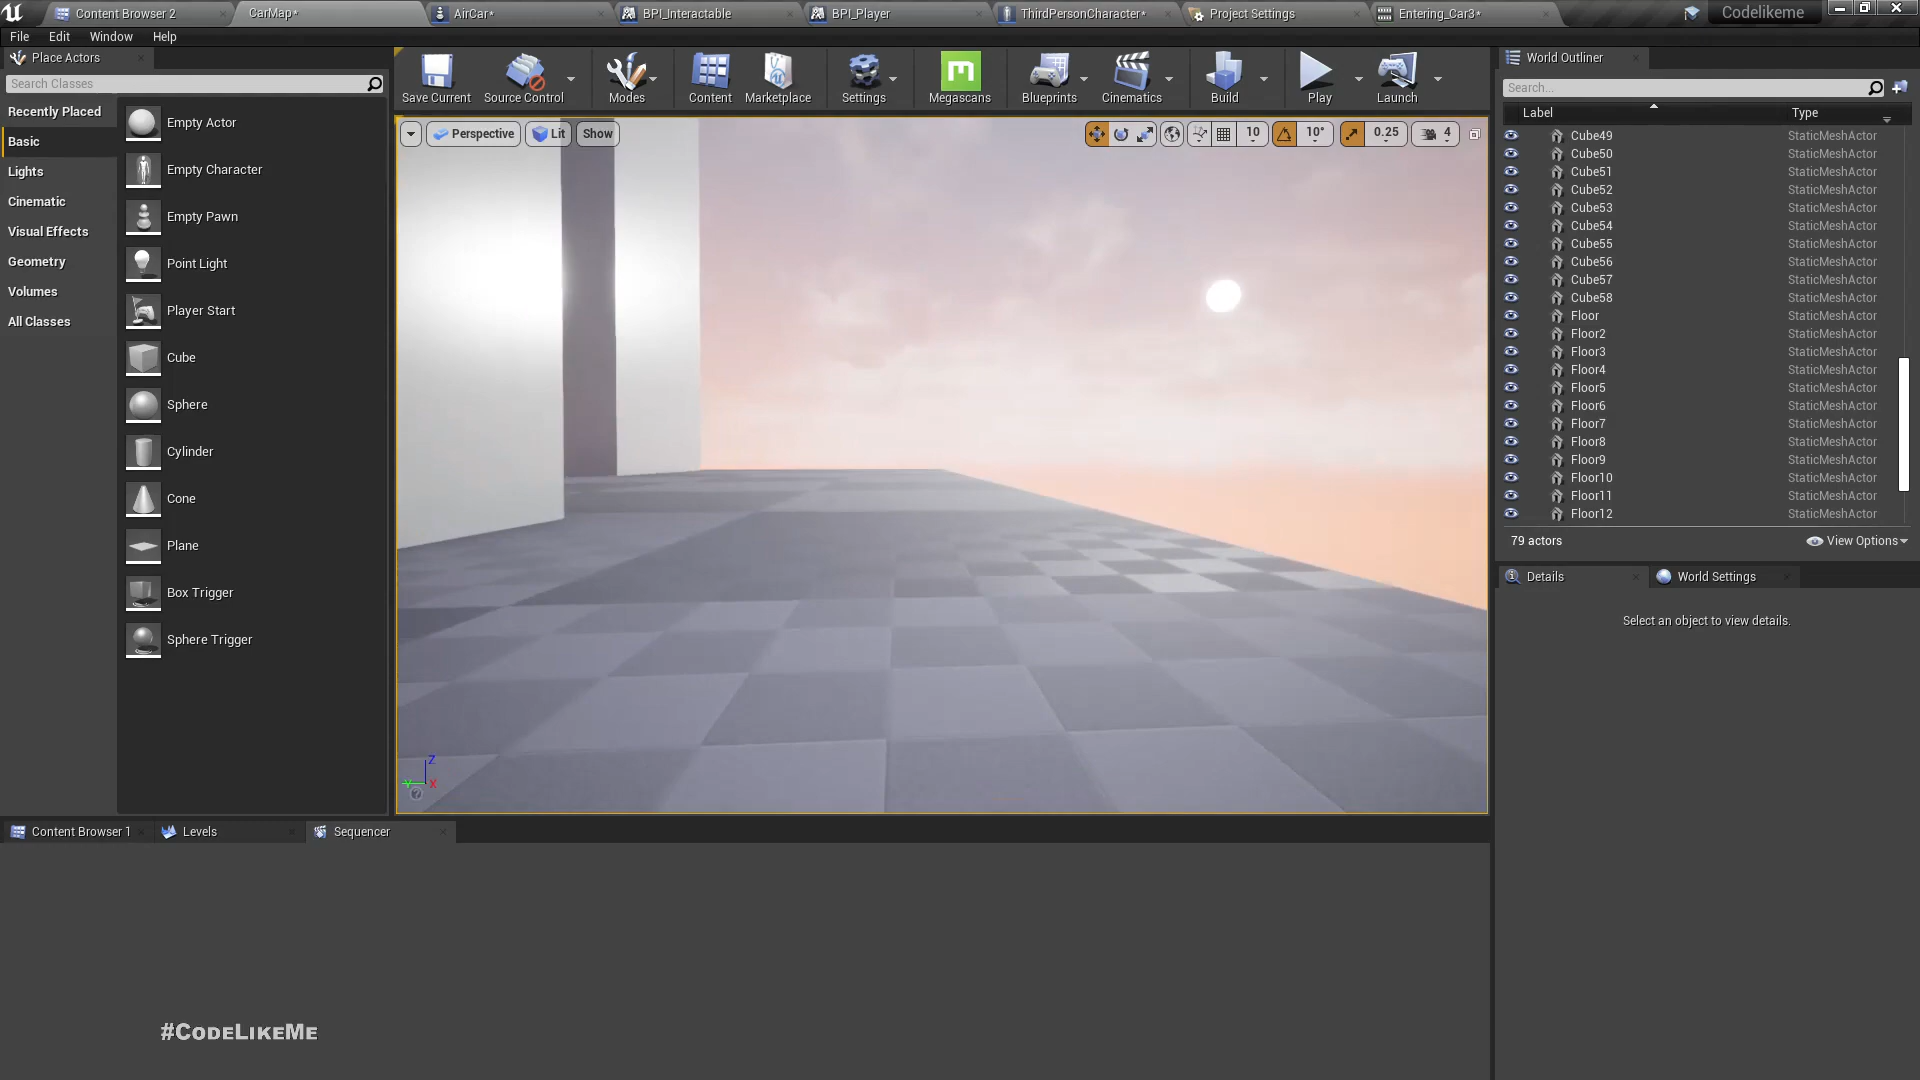 Content Browser 2
CarMap*
AirCar*
BPI_Interactable
BPI_Player
ThirdPersonCharacter*
Project Settings
Entering_Car3*
Codelikeme
File
Edit
Window
Help
Place Actors
Search Classes
Recently Placed
Basic
Lights
Cinematic
Visual Effects
Geometry
Volumes
All Classes
Empty Actor
Empty Character
Empty Pawn
Point Light
Player Start
Cube
Sphere
Cylinder
Cone
Plane
Box Trigger
Sphere Trigger
Save Current
Source Control
Modes
Content
Marketplace
Settings
Megascans
Blueprints
Cinematics
Build
Play
Launch
Perspective
Lit
Show
10
10°
0.25
4
Z
Y
X
World Outliner
Search...
Label Type
Cube49 StaticMeshActor
Cube50 StaticMeshActor
Cube51 StaticMeshActor
Cube52 StaticMeshActor
Cube53 StaticMeshActor
Cube54 StaticMeshActor
Cube55 StaticMeshActor
Cube56 StaticMeshActor
Cube57 StaticMeshActor
Cube58 StaticMeshActor
Floor StaticMeshActor
Floor2 StaticMeshActor
Floor3 StaticMeshActor
Floor4 StaticMeshActor
Floor5 StaticMeshActor
Floor6 StaticMeshActor
Floor7 StaticMeshActor
Floor8 StaticMeshActor
Floor9 StaticMeshActor
Floor10 StaticMeshActor
Floor11 StaticMeshActor
Floor12 StaticMeshActor
79 actors
View Options
Details
World Settings
Select an object to view details.
Content Browser 1
Levels
Sequencer
#CodeLikeMe